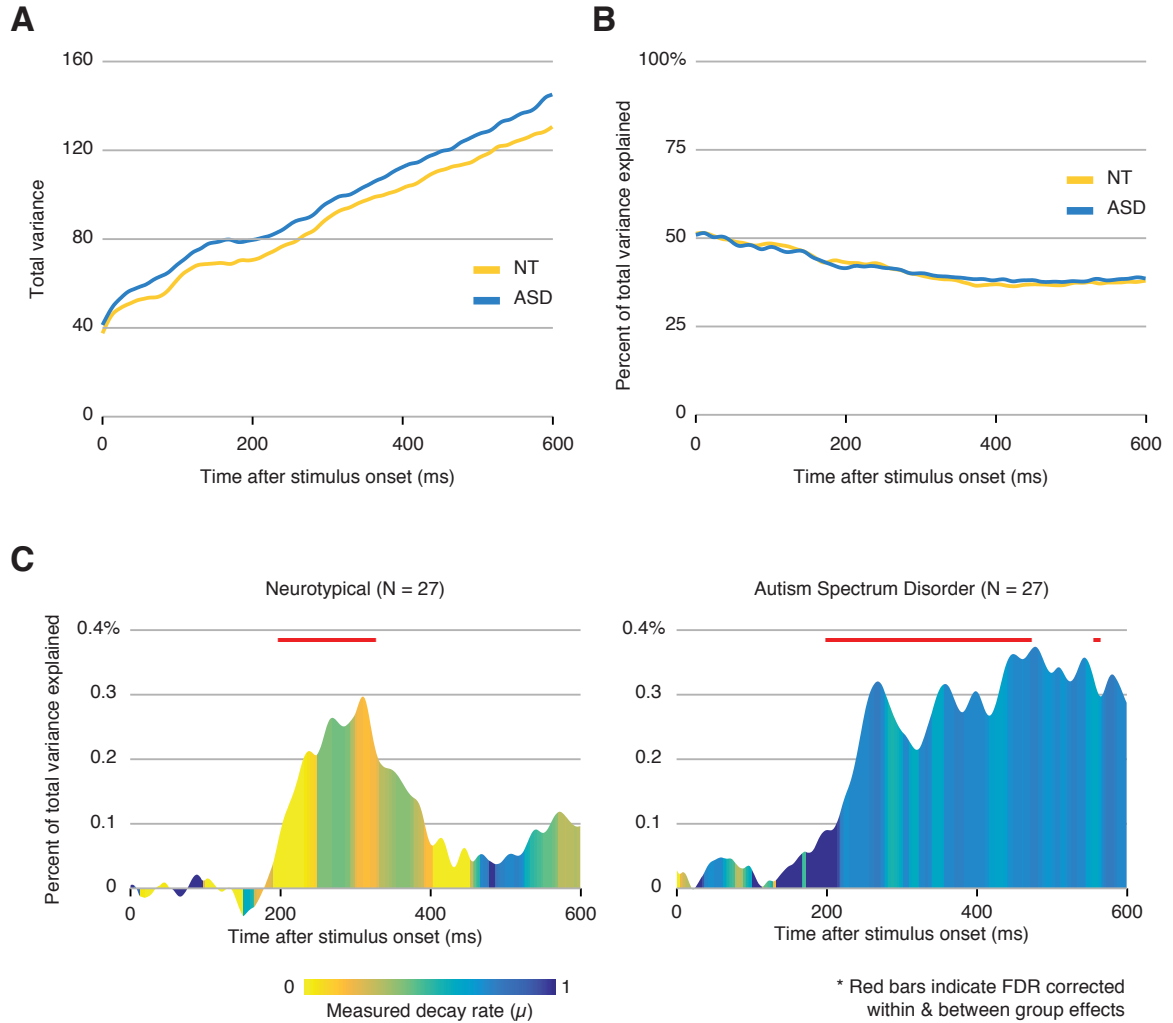 A
160
120
80
40
0
Total variance
NT
ASD
0 200 400 600
Time after stimulus onset (ms)
B
100%
75
50
25
0
Percent of total variance explained
NT
ASD
0 200 400 600
Time after stimulus onset (ms)
C
Neurotypical (N = 27)
0.4%
0.3
0.2
0.1
0
Percent of total variance explained
0 200 400 600
Time after stimulus onset (ms)
Autism Spectrum Disorder (N = 27)
0.4%
0.3
0.2
0.1
0
0 200 400 600
Time after stimulus onset (ms)
0 1
Measured decay rate (μ)
* Red bars indicate FDR corrected
within & between group effects